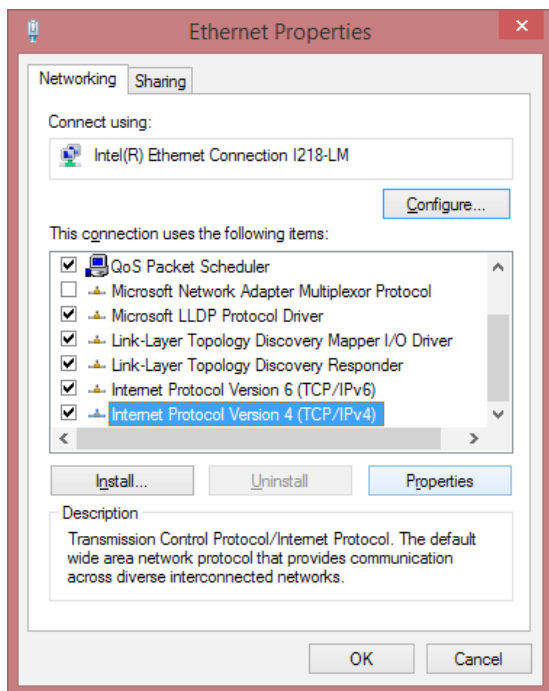 Ethernet Properties
Networking
Sharing
Connect using:
Intel(R) Ethernet Connection I218-LM
Configure...
This connection uses the following items:
QoS Packet Scheduler
Microsoft Network Adapter Multiplexor Protocol
Microsoft LLDP Protocol Driver
Link-Layer Topology Discovery Mapper I/O Driver
Link-Layer Topology Discovery Responder
Internet Protocol Version 6 (TCP/IPv6)
Internet Protocol Version 4 (TCP/IPv4)
Install...
Uninstall
Properties
Description
Transmission Control Protocol/Internet Protocol. The default
wide area network protocol that provides communication
across diverse interconnected networks.
OK
Cancel